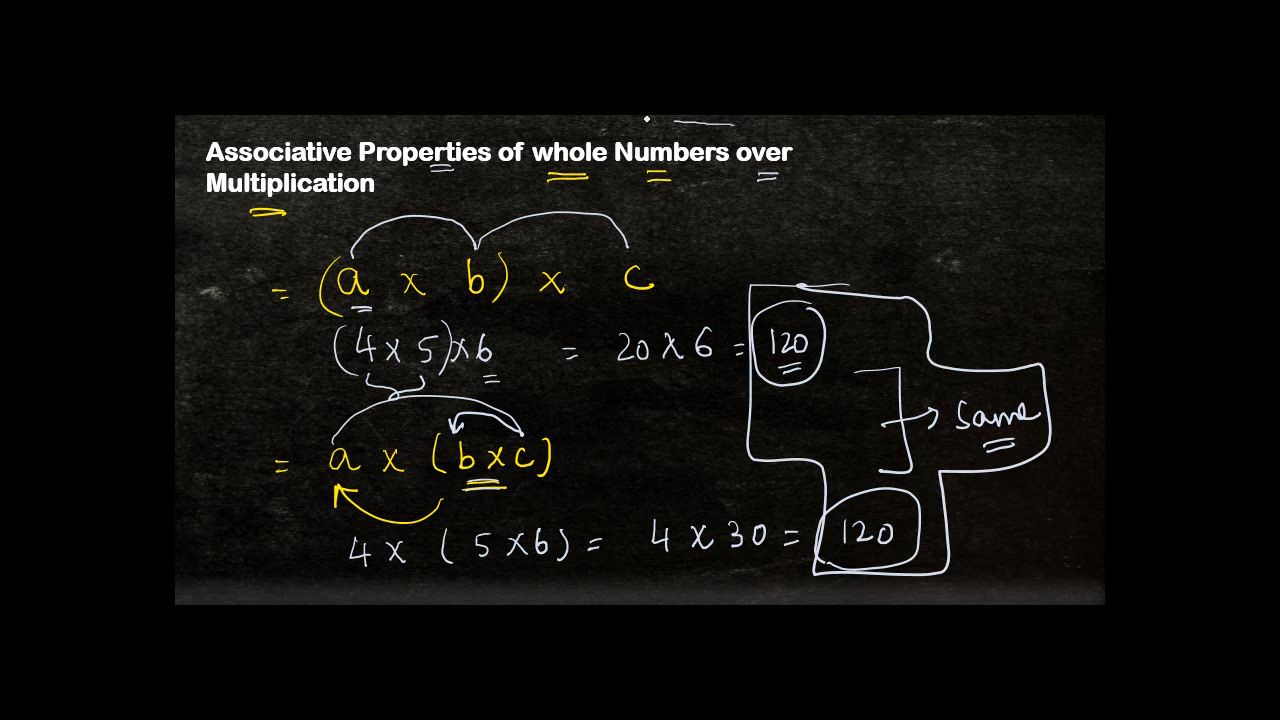 Associative Properties of whole Numbers over
Multiplication
= (a x b) x c
(4 x 5) x 6 = 20 x 6 = 120
same
= a x (b x c)
4 x (5 x 6) = 4 x 30 = 120